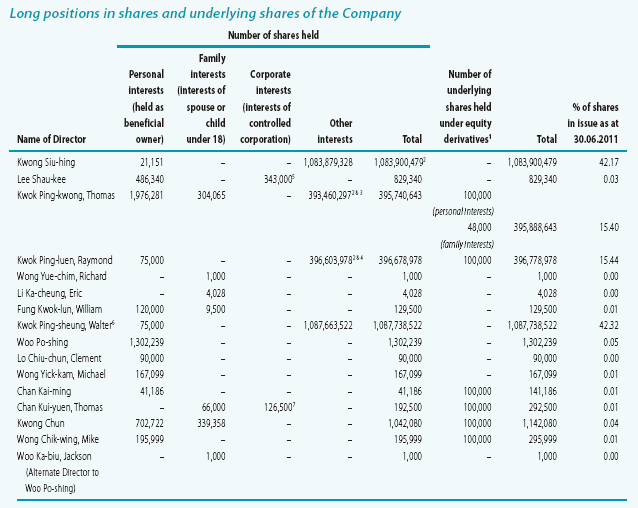 Long positions in shares and underlying shares of the Company
Number of shares held
Family
Personal interests Corporate Number of
interests (interests of interests underlying
(held as spouse or (interests of shares held % of shares
beneficial child controlled Other under equity in issue as at
Name of Director owner) under 18) corporation) interests Total derivatives¹ Total 30.06.2011
Kwong Siu-hing 21,151 – – 1,083,879,328 1,083,900,479² – 1,083,900,479 42.17
Lee Shau-kee 486,340 – 343,000⁵ – 829,340 – 829,340 0.03
Kwok Ping-kwong, Thomas 1,976,281 304,065 – 393,460,297² & ³ 395,740,643 100,000
(personal interests)
48,000 395,888,643 15.40
(family interests)
Kwok Ping-luen, Raymond 75,000 – – 396,603,978² & ⁴ 396,678,978 100,000 396,778,978 15.44
Wong Yue-chim, Richard – 1,000 – – 1,000 – 1,000 0.00
Li Ka-cheung, Eric – 4,028 – – 4,028 – 4,028 0.00
Fung Kwok-lun, William 120,000 9,500 – – 129,500 – 129,500 0.01
Kwok Ping-sheung, Walter⁶ 75,000 – – 1,087,663,522 1,087,738,522 – 1,087,738,522 42.32
Woo Po-shing 1,302,239 – – – 1,302,239 – 1,302,239 0.05
Lo Chiu-chun, Clement 90,000 – – – 90,000 – 90,000 0.00
Wong Yick-kam, Michael 167,099 – – – 167,099 – 167,099 0.01
Chan Kai-ming 41,186 – – – 41,186 100,000 141,186 0.01
Chan Kui-yuen, Thomas – 66,000 126,500⁷ – 192,500 100,000 292,500 0.01
Kwong Chun 702,722 339,358 – – 1,042,080 100,000 1,142,080 0.04
Wong Chik-wing, Mike 195,999 – – – 195,999 100,000 295,999 0.01
Woo Ka-biu, Jackson – 1,000 – – 1,000 – 1,000 0.00
(Alternate Director to
Woo Po-shing)